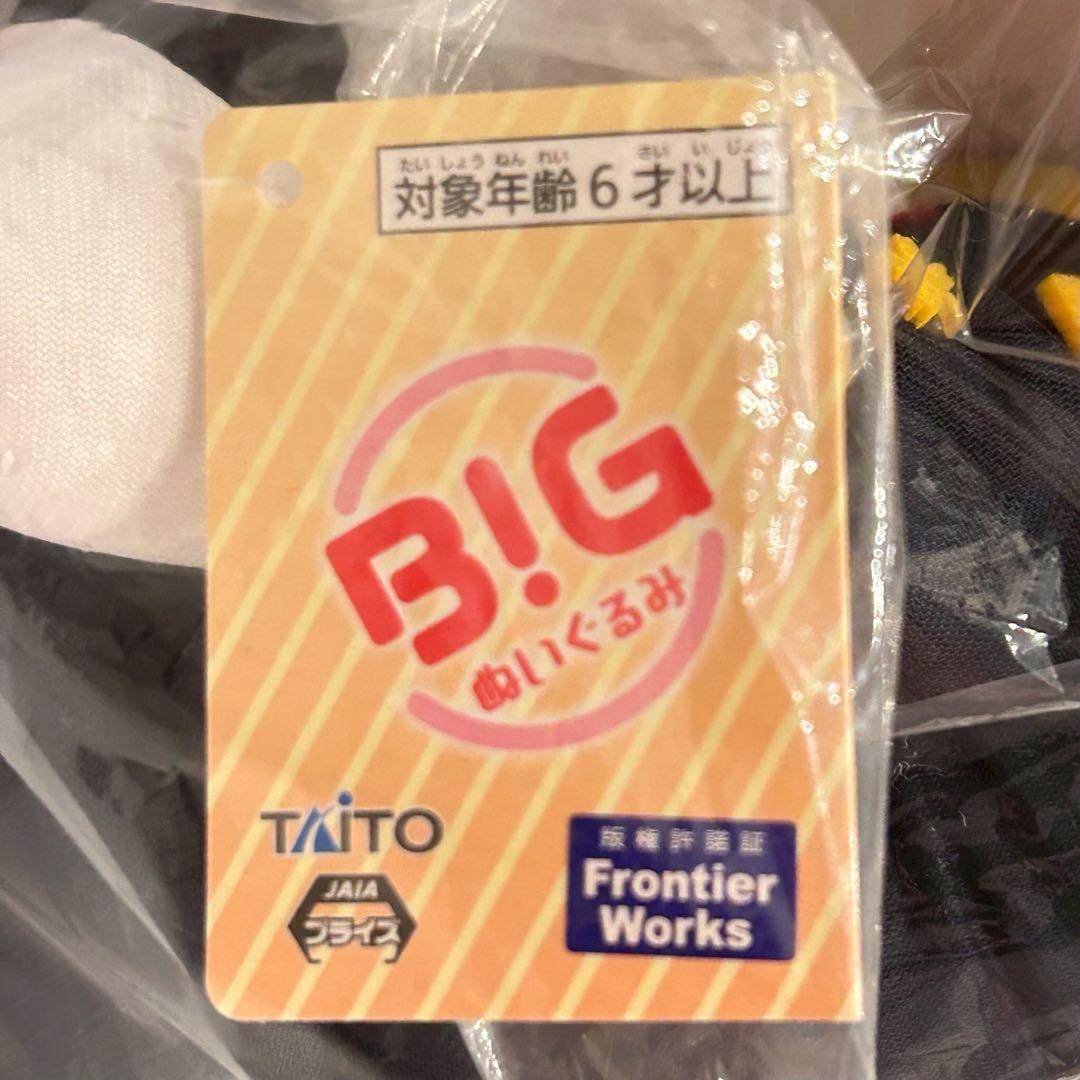 たいしょうねんれい さい いじょ
対象年齢6才以上
B!G
ぬいぐるみ
TAITO
JAIA
プライズ
版権許諾証
Frontier
Works